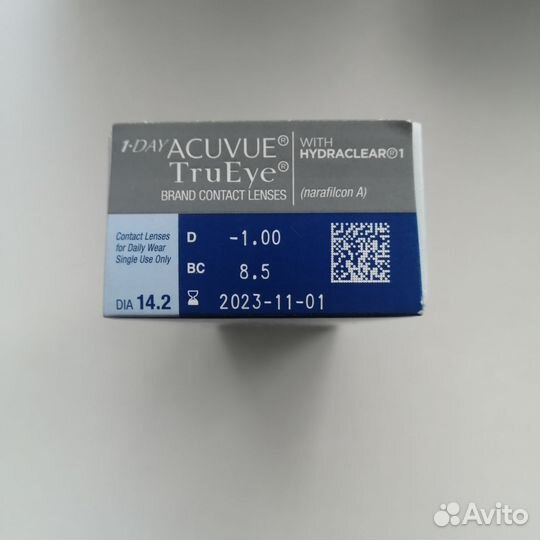 1-DAY ACUVUE®
TruEye®
BRAND CONTACT LENSES
WITH
HYDRACLEAR®1
(narafilcon A)
Contact Lenses
for Daily Wear
Single Use Only
DIA 14.2
D -1.00
BC 8.5
2023-11-01
Avito